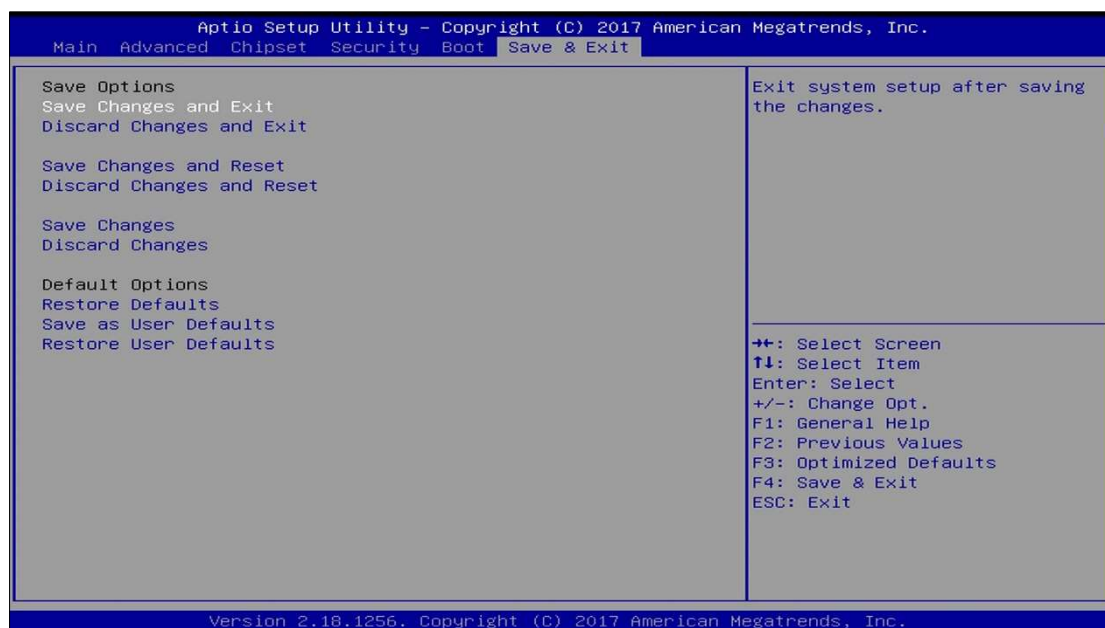 Aptio Setup Utility – Copyright (C) 2017 American Megatrends, Inc.
Main Advanced Chipset Security Boot Save & Exit
Save Options
Save Changes and Exit
Discard Changes and Exit
Save Changes and Reset
Discard Changes and Reset
Save Changes
Discard Changes
Default Options
Restore Defaults
Save as User Defaults
Restore User Defaults
Exit system setup after saving
the changes.
→←: Select Screen
↑↓: Select Item
Enter: Select
+/-: Change Opt.
F1: General Help
F2: Previous Values
F3: Optimized Defaults
F4: Save & Exit
ESC: Exit
Version 2.18.1256. Copyright (C) 2017 American Megatrends, Inc.